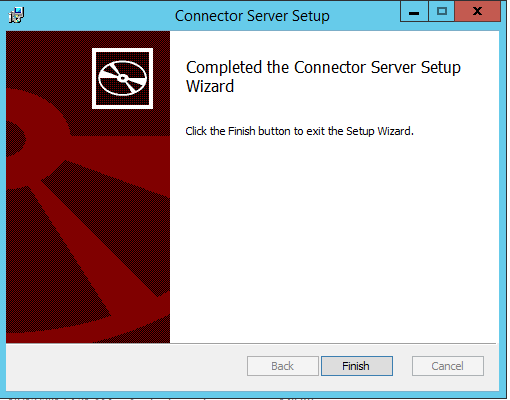 Connector Server Setup
Completed the Connector Server Setup
Wizard
Click the Finish button to exit the Setup Wizard.
Back
Finish
Cancel